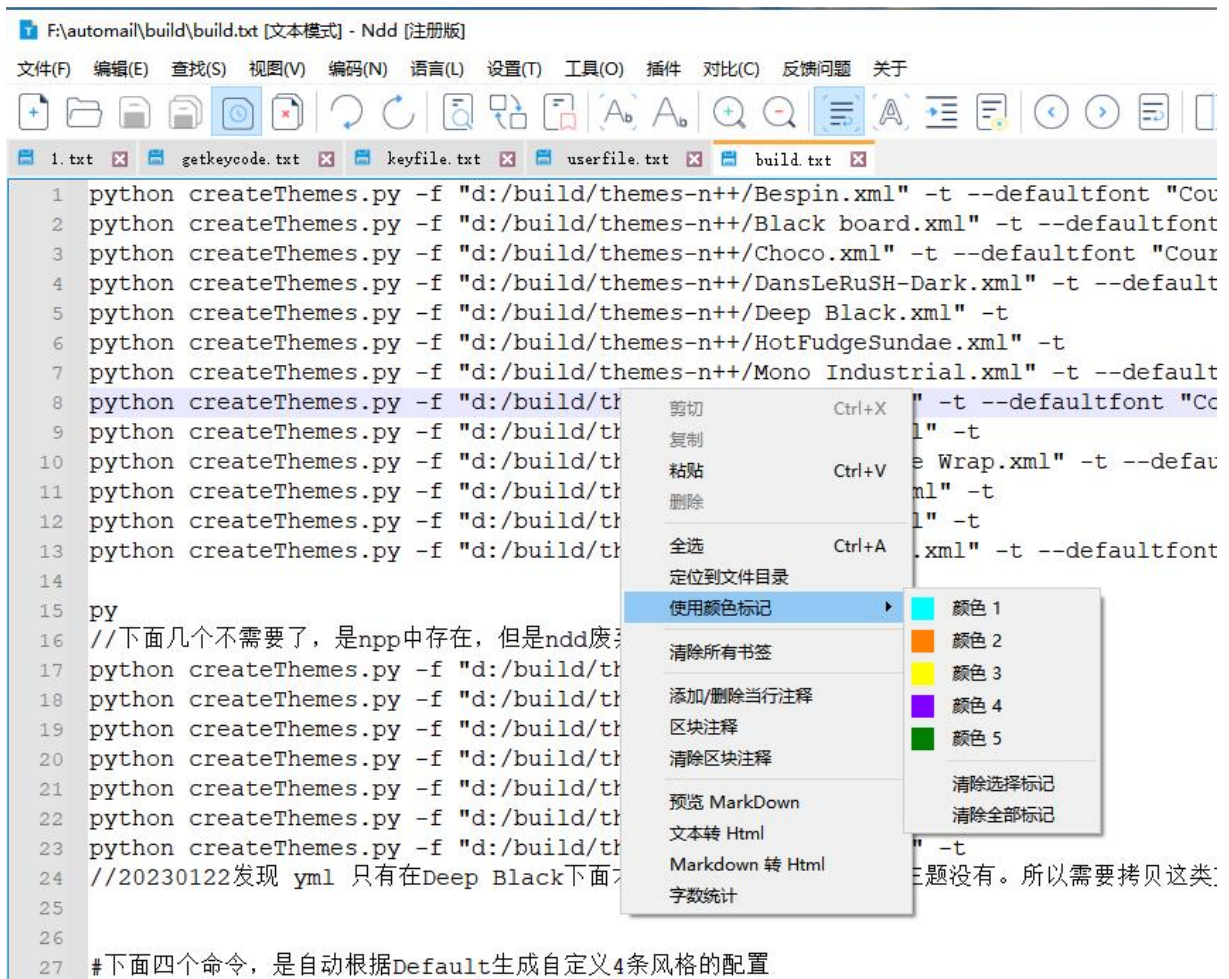 F:\automail\build\build.txt [文本模式] - Ndd [注册版]
文件(F) 编辑(E) 查找(S) 视图(V) 编码(N) 语言(L) 设置(T) 工具(O) 插件 对比(C) 反馈问题 关于
1.txt getkeycode.txt keyfile.txt userfile.txt build.txt
1 python createThemes.py -f "d:/build/themes-n++/Bespin.xml" -t --defaultfont "Cou
2 python createThemes.py -f "d:/build/themes-n++/Black board.xml" -t --defaultfont
3 python createThemes.py -f "d:/build/themes-n++/Choco.xml" -t --defaultfont "Cour
4 python createThemes.py -f "d:/build/themes-n++/DansLeRuSH-Dark.xml" -t --default
5 python createThemes.py -f "d:/build/themes-n++/Deep Black.xml" -t
6 python createThemes.py -f "d:/build/themes-n++/HotFudgeSundae.xml" -t
7 python createThemes.py -f "d:/build/themes-n++/Mono Industrial.xml" -t --default
8 python createThemes.py -f "d:/build/th " -t --defaultfont "Co
9 python createThemes.py -f "d:/build/th l" -t
10 python createThemes.py -f "d:/build/th e Wrap.xml" -t --defau
11 python createThemes.py -f "d:/build/th ml" -t
12 python createThemes.py -f "d:/build/th l" -t
13 python createThemes.py -f "d:/build/th .xml" -t --defaultfont
14
15 py
16 //下面几个不需要了，是npp中存在，但是ndd废
17 python createThemes.py -f "d:/build/th
18 python createThemes.py -f "d:/build/th
19 python createThemes.py -f "d:/build/th
20 python createThemes.py -f "d:/build/th
21 python createThemes.py -f "d:/build/th
22 python createThemes.py -f "d:/build/th
23 python createThemes.py -f "d:/build/th " -t
24 //20230122发现 yml 只有在Deep Black下面 主题没有。所以需要拷贝这类
25
26
27 #下面四个命令，是自动根据Default生成自定义4条风格的配置
剪切 Ctrl+X
复制
粘贴 Ctrl+V
删除
全选 Ctrl+A
定位到文件目录
使用颜色标记
清除所有书签
添加/删除当行注释
区块注释
清除区块注释
预览 MarkDown
文本转 Html
Markdown 转 Html
字数统计
颜色 1
颜色 2
颜色 3
颜色 4
颜色 5
清除选择标记
清除全部标记